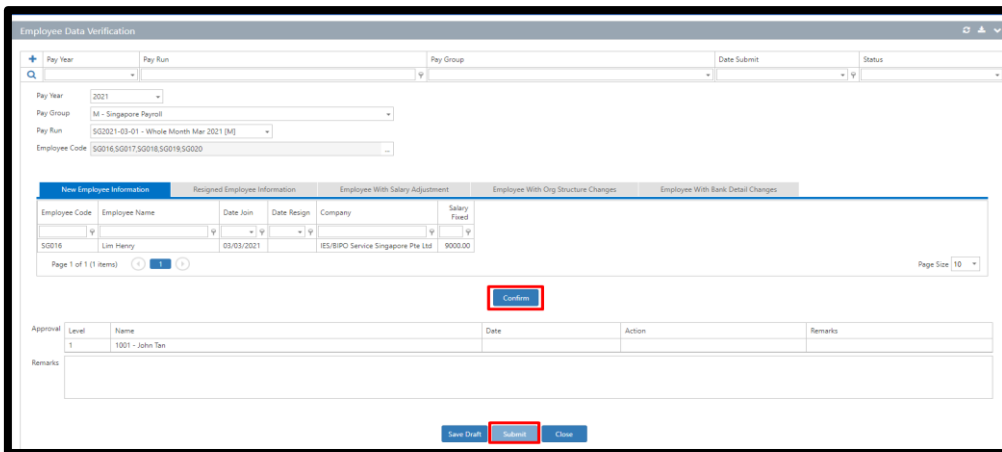 Employee Data Verification
Pay Year Pay Run Pay Group Date Submit Status
Pay Year 2021
Pay Group M - Singapore Payroll
Pay Run SG2021-03-01 - Whole Month Mar 2021 [M]
Employee Code SG016,SG017,SG018,SG019,SG020 ...
New Employee Information Resigned Employee Information Employee With Salary Adjustment Employee With Org Structure Changes Employee With Bank Detail Changes
Employee Code Employee Name Date Join Date Resign Company Salary Fixed
SG016 Lim Henry 03/03/2021 IES/BIPO Service Singapore Pte Ltd 9000.00
Page 1 of 1 (1 items) 1 Page Size 10
Confirm
Approval Level Name Date Action Remarks
1 1001 - John Tan
Remarks
Save Draft Submit Close